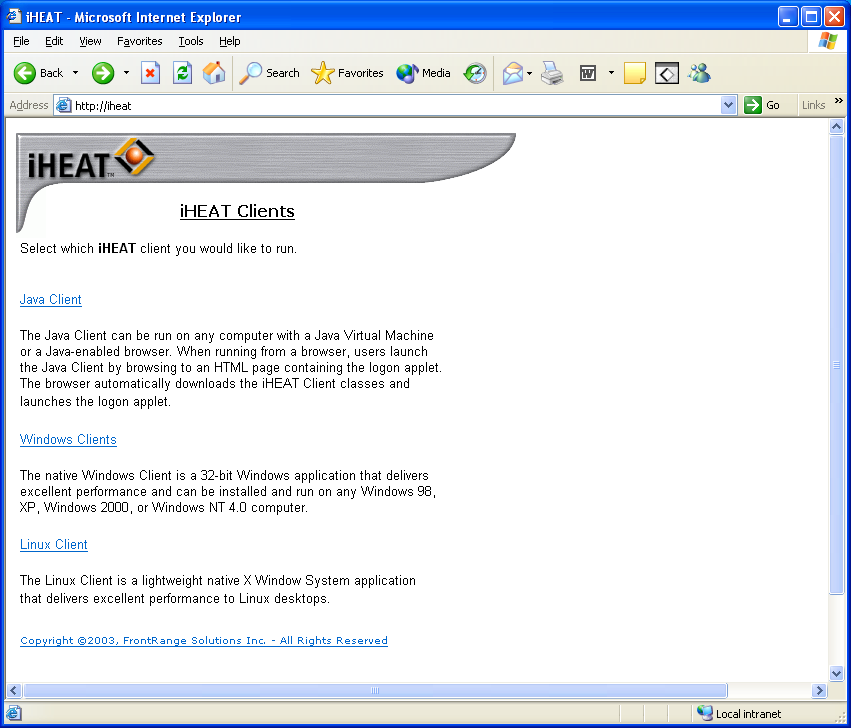 iHEAT - Microsoft Internet Explorer
File Edit View Favorites Tools Help
Back Search Favorites Media
Address http://iheat Go Links »
iHEAT™
iHEAT Clients
Select which iHEAT client you would like to run.
Java Client
The Java Client can be run on any computer with a Java Virtual Machine
or a Java-enabled browser. When running from a browser, users launch
the Java Client by browsing to an HTML page containing the logon applet.
The browser automatically downloads the iHEAT Client classes and
launches the logon applet.
Windows Clients
The native Windows Client is a 32-bit Windows application that delivers
excellent performance and can be installed and run on any Windows 98,
XP, Windows 2000, or Windows NT 4.0 computer.
Linux Client
The Linux Client is a lightweight native X Window System application
that delivers excellent performance to Linux desktops.
Copyright ©2003, FrontRange Solutions Inc. - All Rights Reserved
Local intranet